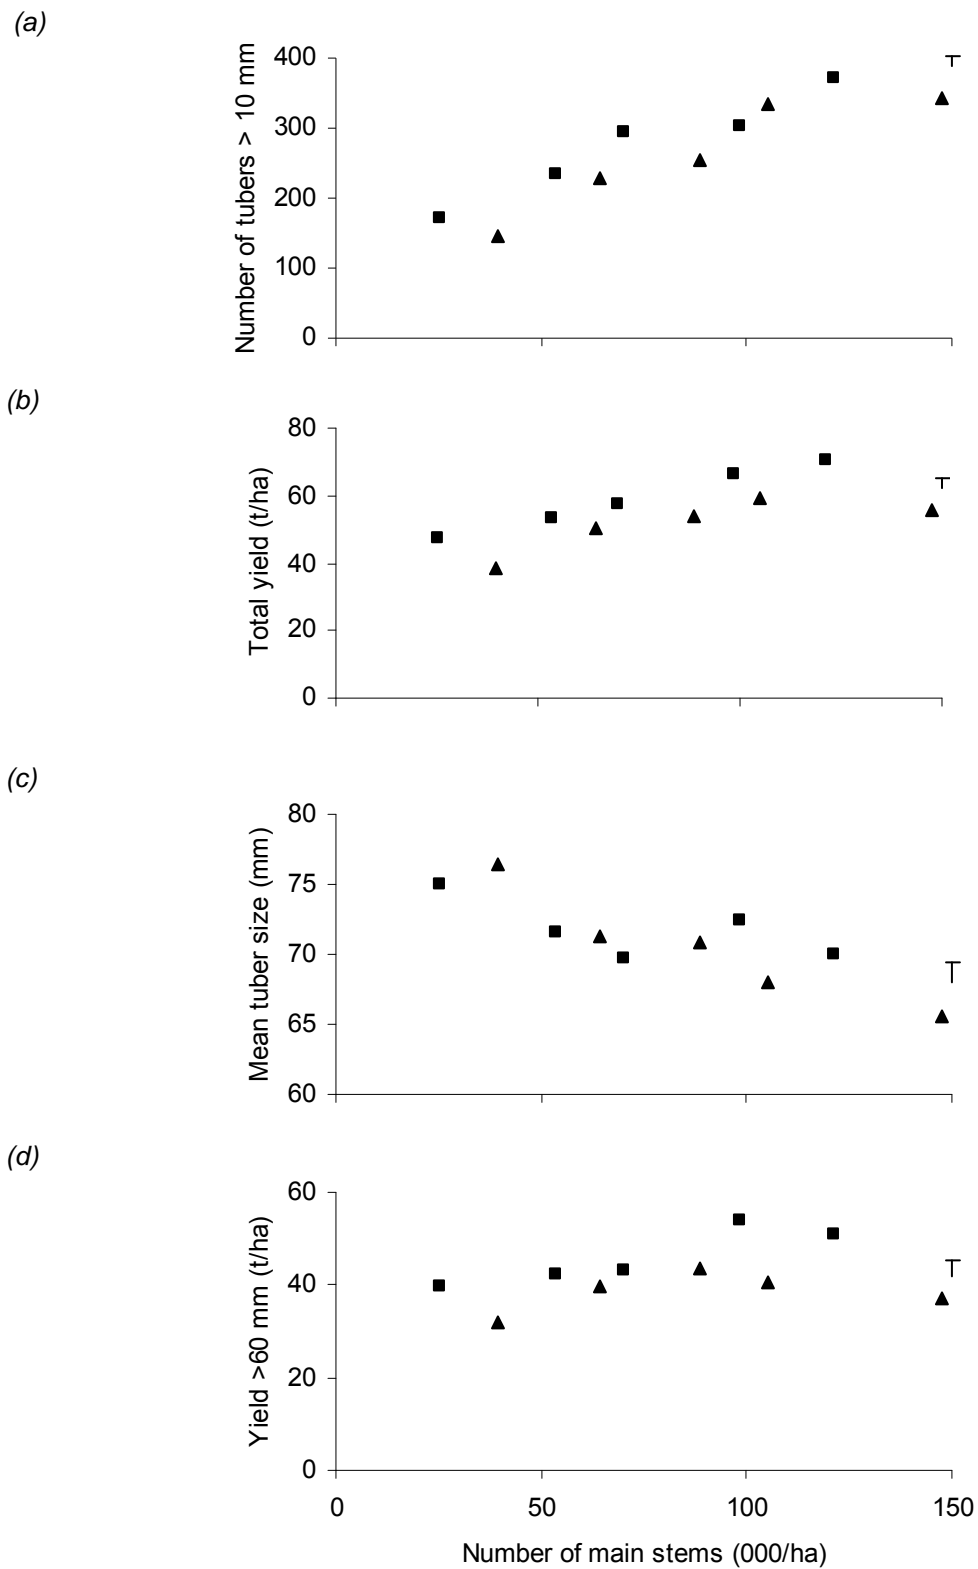 (a)
Number of tubers > 10 mm
400
300
200
100
0
(b)
Total yield (t/ha)
80
60
40
20
0
(c)
Mean tuber size (mm)
80
75
70
65
60
(d)
Yield >60 mm (t/ha)
60
40
20
0
0 50 100 150
Number of main stems (000/ha)